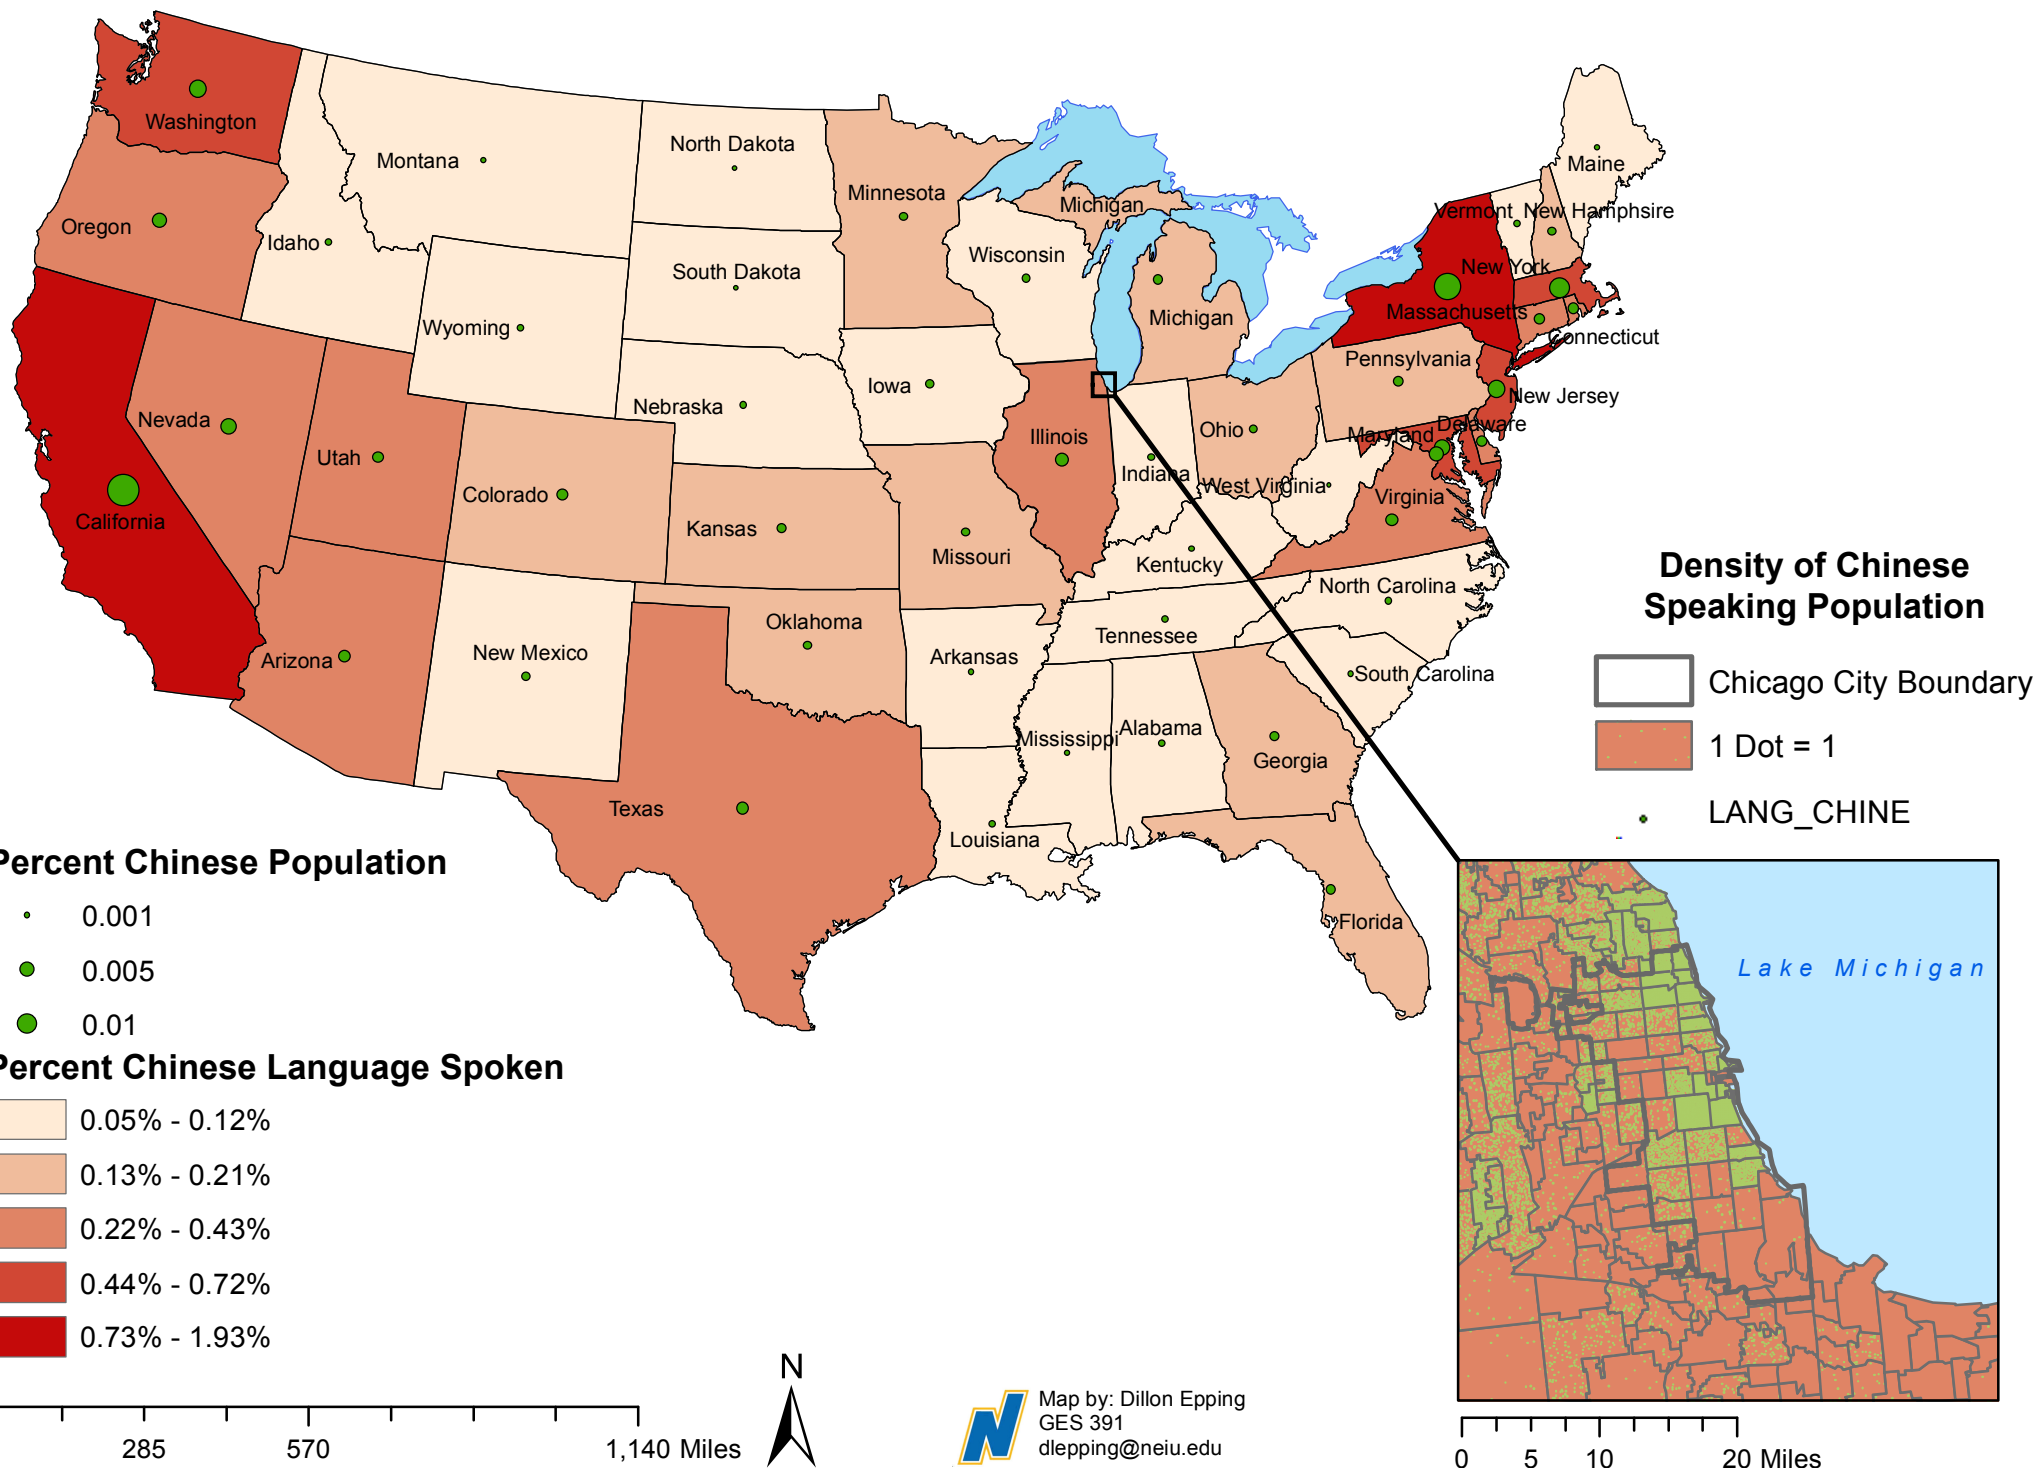 Washington
Montana
North Dakota
Minnesota
Michigan
Maine
Vermont
New Hamphsire
Oregon
Idaho
South Dakota
Wisconsin
New York
Wyoming
Michigan
Massachusetts
Connecticut
Nebraska
Iowa
Pennsylvania
New Jersey
Nevada
Utah
Illinois
Ohio
Maryland
Delaware
Colorado
Indiana
West Virginia
Virginia
California
Kansas
Missouri
Kentucky
North Carolina
Arizona
New Mexico
Oklahoma
Arkansas
Tennessee
South Carolina
Texas
Louisiana
Mississippi
Alabama
Georgia
Florida
Density of Chinese
Speaking Population
Chicago City Boundary
1 Dot = 1
LANG_CHINE
Lake Michigan
0 5 10 20 Miles
Percent Chinese Population
0.001
0.005
0.01
Percent Chinese Language Spoken
0.05% - 0.12%
0.13% - 0.21%
0.22% - 0.43%
0.44% - 0.72%
0.73% - 1.93%
285 570 1,140 Miles
N
N
Map by: Dillon Epping
GES 391
dlepping@neiu.edu